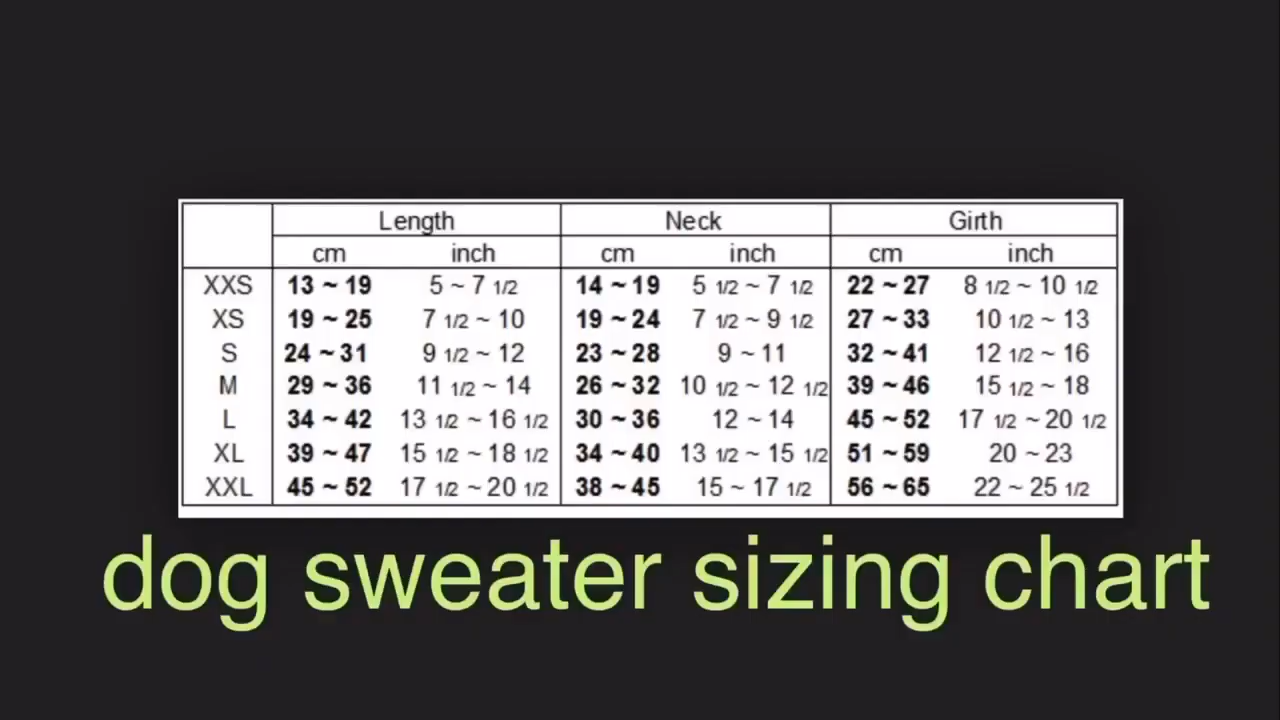 Length Neck Girth
cm inch cm inch cm inch
XXS 13 ~ 19 5 ~ 7 1/2 14 ~ 19 5 1/2 ~ 7 1/2 22 ~ 27 8 1/2 ~ 10 1/2
XS 19 ~ 25 7 1/2 ~ 10 19 ~ 24 7 1/2 ~ 9 1/2 27 ~ 33 10 1/2 ~ 13
S 24 ~ 31 9 1/2 ~ 12 23 ~ 28 9 ~ 11 32 ~ 41 12 1/2 ~ 16
M 29 ~ 36 11 1/2 ~ 14 26 ~ 32 10 1/2 ~ 12 1/2 39 ~ 46 15 1/2 ~ 18
L 34 ~ 42 13 1/2 ~ 16 1/2 30 ~ 36 12 ~ 14 45 ~ 52 17 1/2 ~ 20 1/2
XL 39 ~ 47 15 1/2 ~ 18 1/2 34 ~ 40 13 1/2 ~ 15 1/2 51 ~ 59 20 ~ 23
XXL 45 ~ 52 17 1/2 ~ 20 1/2 38 ~ 45 15 ~ 17 1/2 56 ~ 65 22 ~ 25 1/2
dog sweater sizing chart